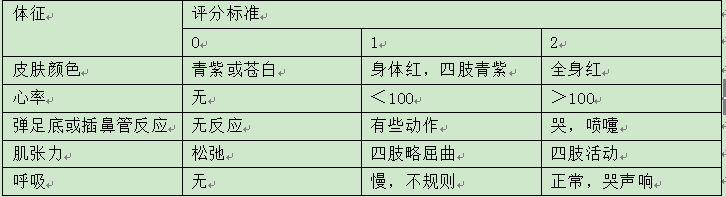 体征 评分标准
0 1 2
皮肤颜色 青紫或苍白 身体红，四肢青紫 全身红
心率 无 ＜100 ＞100
弹足底或插鼻管反应 无反应 有些动作 哭，喷嚏
肌张力 松弛 四肢略屈曲 四肢活动
呼吸 无 慢，不规则 正常，哭声响